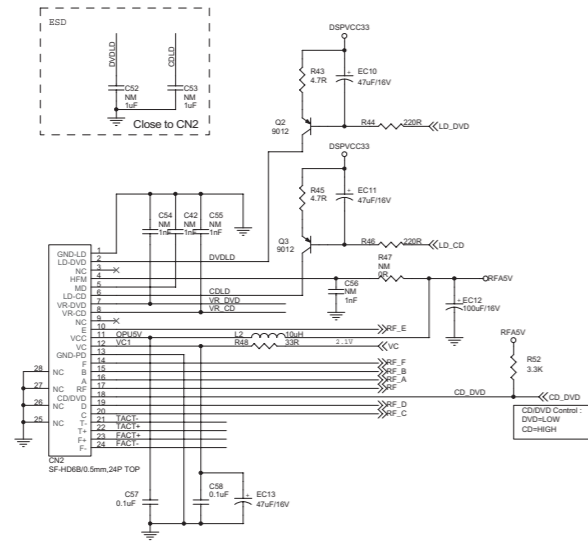 ESD
DVDLD
CDLD
C52
NM
1uF
C53
NM
1uF
Close to CN2
DSPVCC33
R43
4.7R
EC10
47uF/16V
Q2
9012
R44
220R
LD_DVD
DSPVCC33
R45
4.7R
EC11
47uF/16V
Q3
9012
R46
220R
LD_CD
C54
NM
1nF
C42
NM
1nF
C55
NM
1nF
DVDLD
CDLD
VR_DVD
VR_CD
R47
NM
0R
RFA5V
C56
NM
1nF
EC12
100uF/16V
GND-LD 1
LD-DVD 2
NC 3
HFM 4
MD 5
LD-CD 6
VR-DVD 7
VR-CD 8
NC 9
E 10
VCC 11
VC 12
GND-PD 13
F 14
B 15
A 16
RF 17
CD/DVD 18
D 19
C 20
T- 21
T+ 22
F+ 23
F- 24
28 NC
27 NC
26 NC
25 NC
OPU5V
VC1
L2
10uH
R48
33R
2.1V
RF_E
VC
RF_F
RF_B
RF_A
RF
CD_DVD
CD_DVD
RF_D
RF_C
RFA5V
R52
3.3K
CD/DVD Control :
DVD=LOW
CD=HIGH
TACT-
TACT+
FACT+
FACT-
CN2
SF-HD6B/0.5mm,24P TOP
C57
0.1uF
C58
0.1uF
EC13
47uF/16V